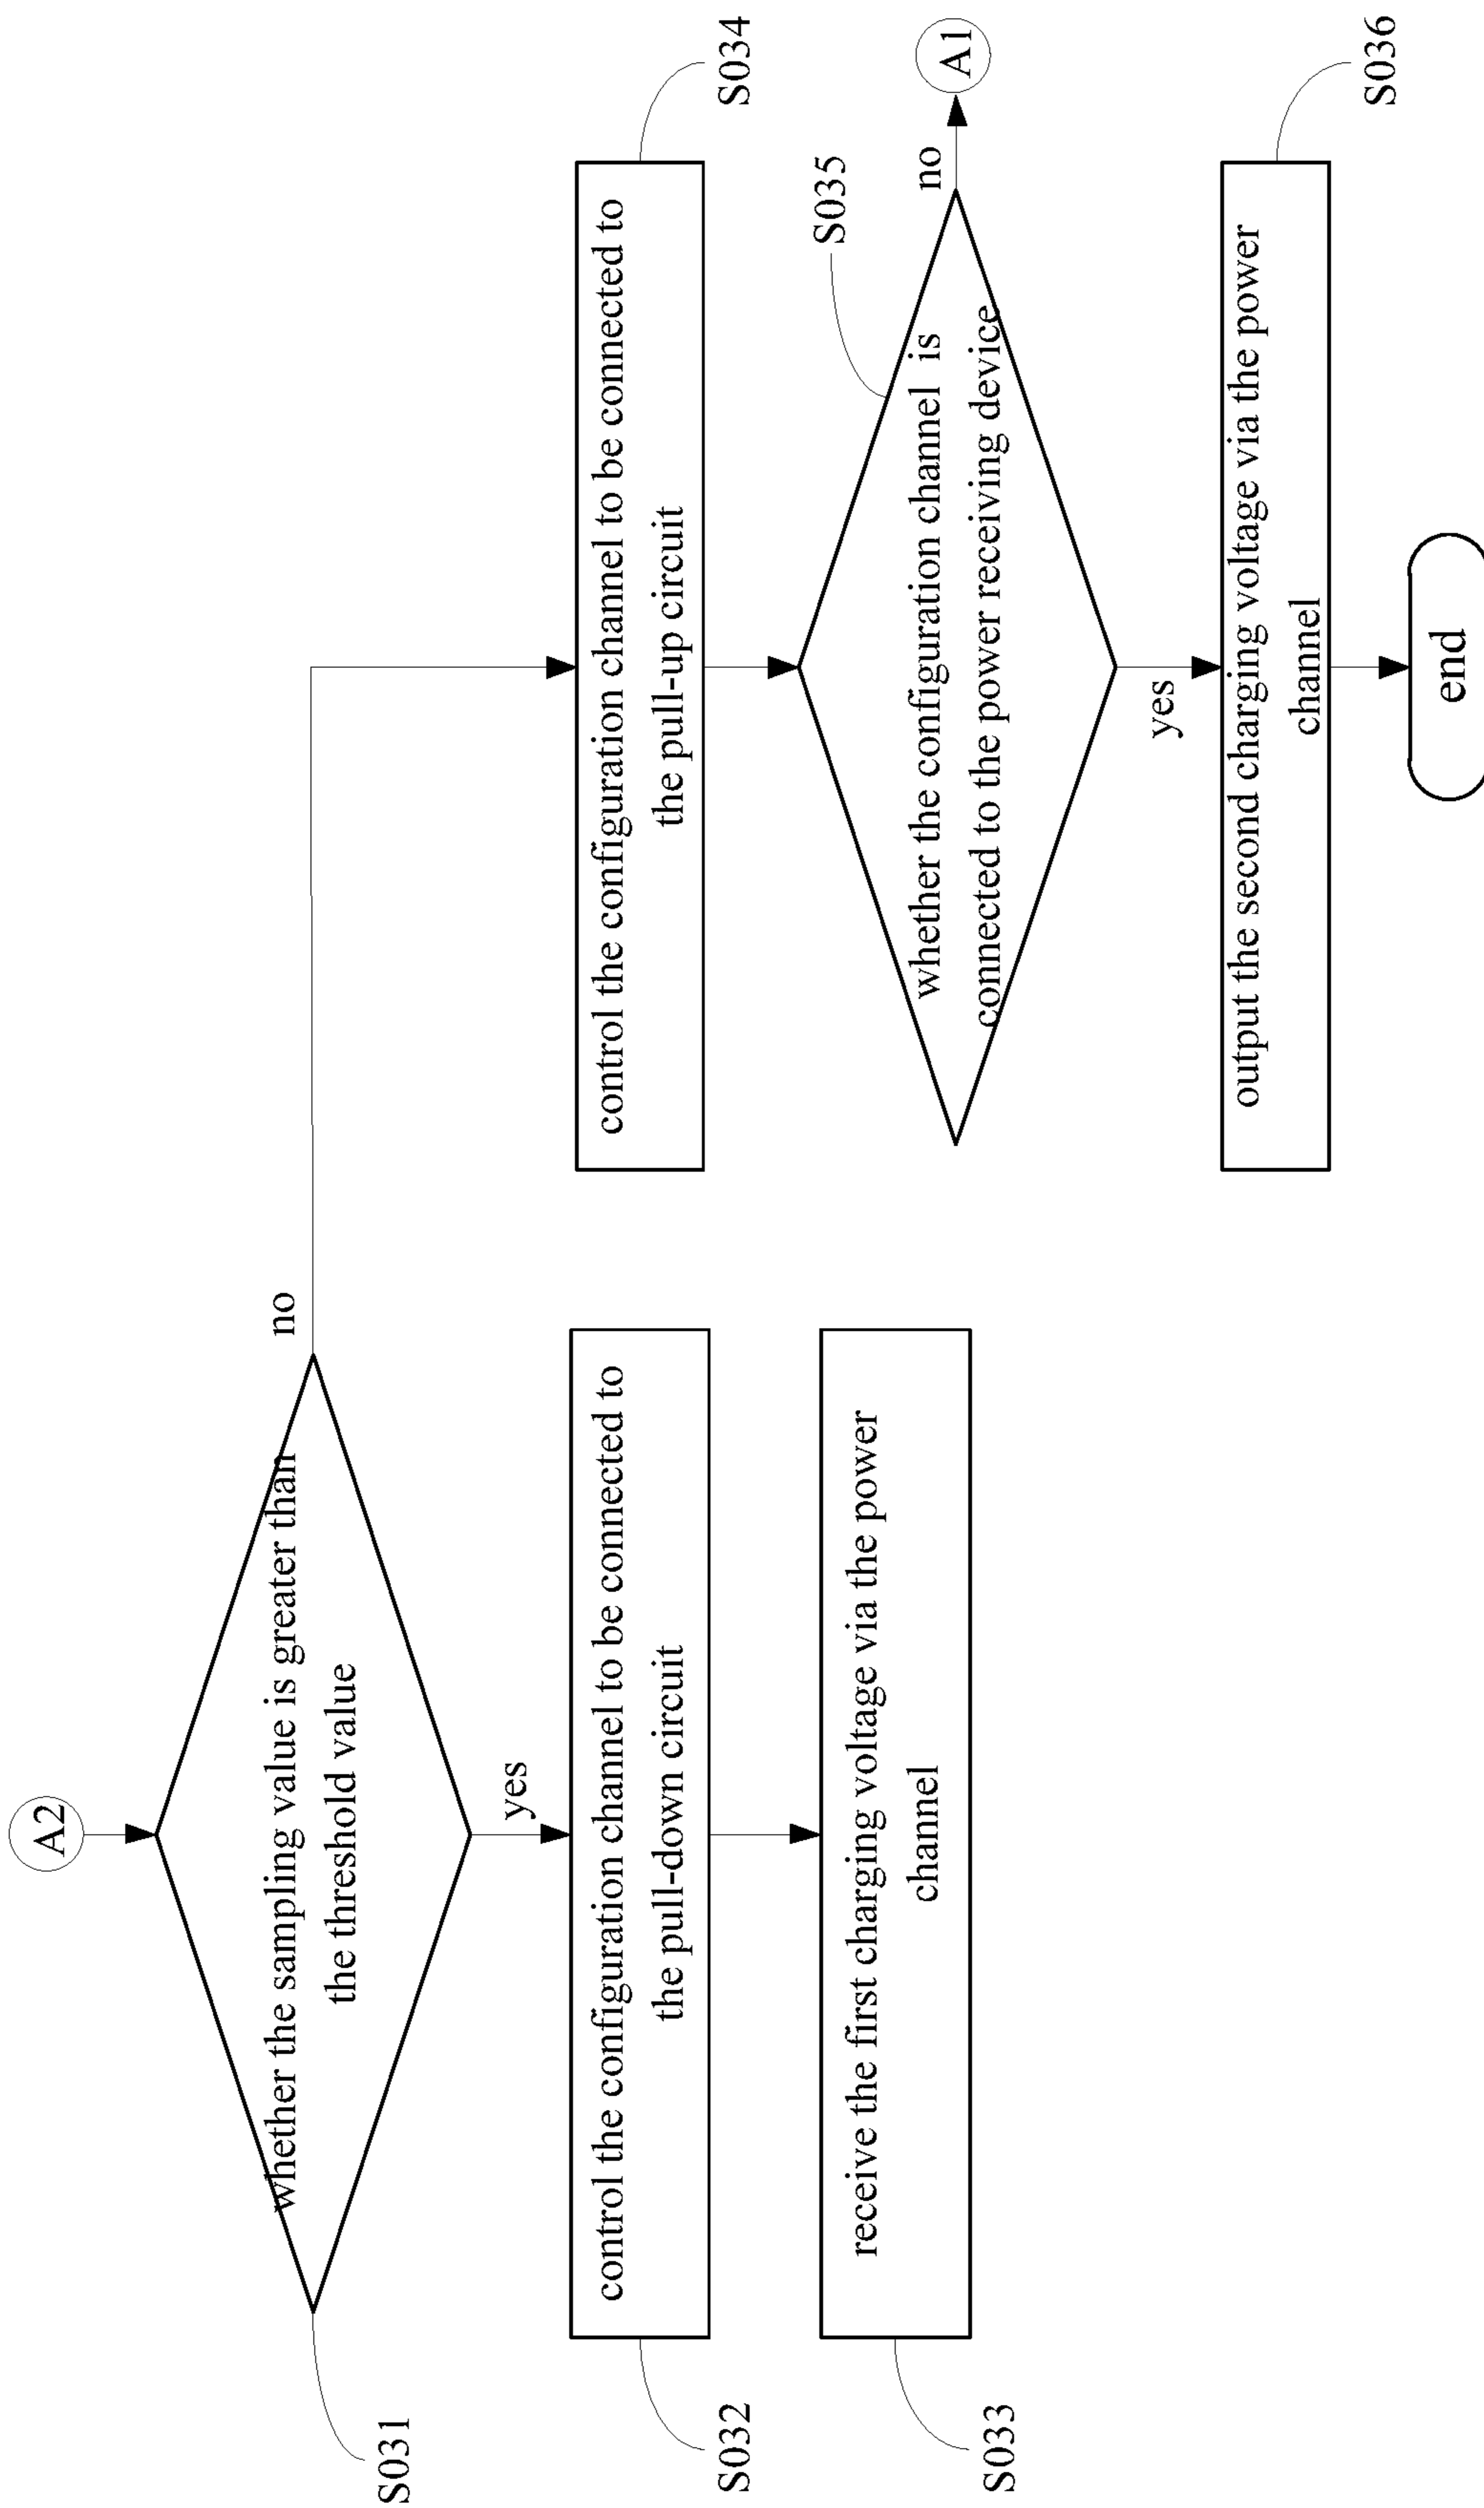 A2
whether the sampling value is greater than
the threshold value
S031
no
yes
control the configuration channel to be connected to
the pull-down circuit
S032
receive the first charging voltage via the power
channel
S033
control the configuration channel to be connected to
the pull-up circuit
S034
whether the configuration channel is
connected to the power receiving device
S035
no
A1
yes
output the second charging voltage via the power
channel
S036
end